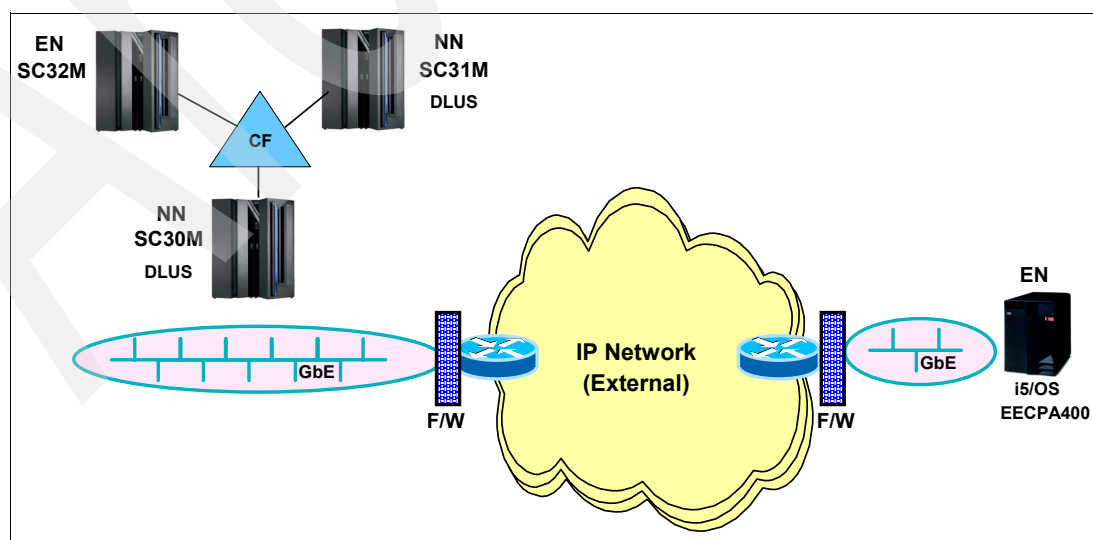 EN
SC32M
NN
SC31M
DLUS
CF
NN
SC30M
DLUS
GbE
F/W
IP Network
(External)
F/W
GbE
EN
i5/OS
EECPA400